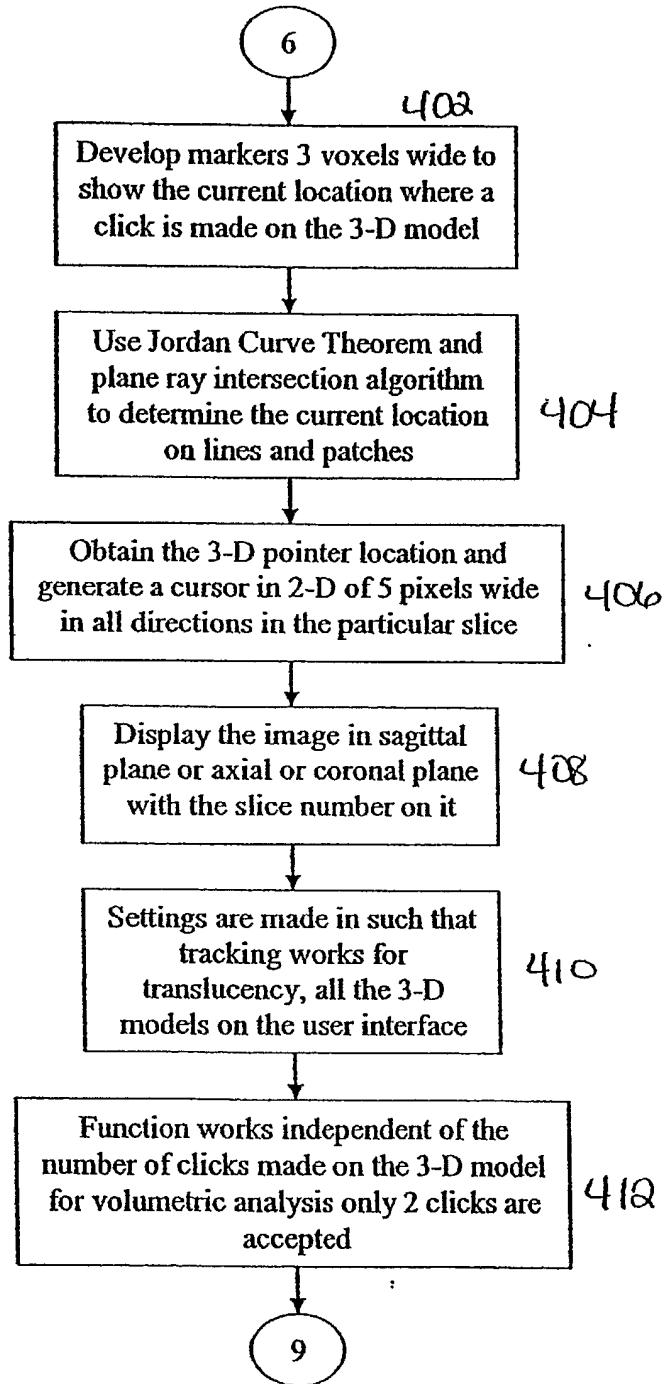 6
402
Develop markers 3 voxels wide to
show the current location where a
click is made on the 3-D model
Use Jordan Curve Theorem and
plane ray intersection algorithm
to determine the current location
on lines and patches
404
Obtain the 3-D pointer location and
generate a cursor in 2-D of 5 pixels wide
in all directions in the particular slice
406
Display the image in sagittal
plane or axial or coronal plane
with the slice number on it
408
Settings are made in such that
tracking works for
translucency, all the 3-D
models on the user interface
410
Function works independent of the
number of clicks made on the 3-D model
for volumetric analysis only 2 clicks are
accepted
412
9